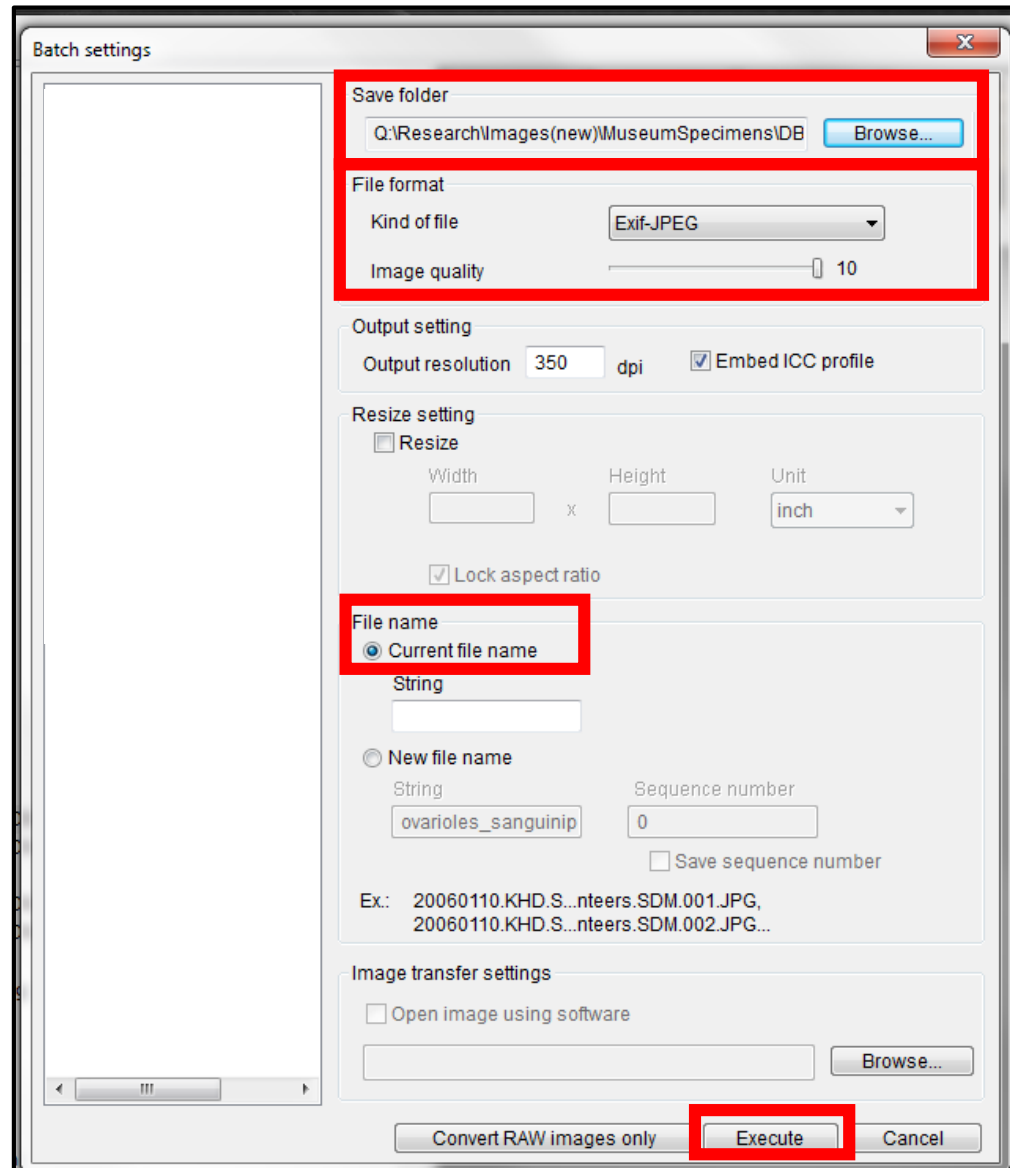 Batch settings
Save folder
Q:\Research\Images(new)\MuseumSpecimens\DB
Browse...
File format
Kind of file
Exif-JPEG
Image quality
10
Output setting
Output resolution
350
dpi
Embed ICC profile
Resize setting
Resize
Width
Height
Unit
x
inch
Lock aspect ratio
File name
Current file name
String
New file name
String
Sequence number
ovarioles_sanguinip
0
Save sequence number
Ex.: 20060110.KHD.S...nteers.SDM.001.JPG,
20060110.KHD.S...nteers.SDM.002.JPG...
Image transfer settings
Open image using software
Browse...
Convert RAW images only
Execute
Cancel